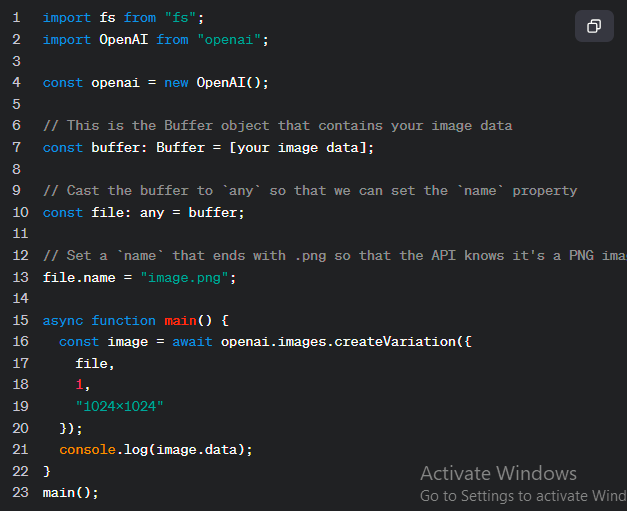 1 import fs from "fs";
2 import OpenAI from "openai";
3
4 const openai = new OpenAI();
5
6 // This is the Buffer object that contains your image data
7 const buffer: Buffer = [your image data];
8
9 // Cast the buffer to `any` so that we can set the `name` property
10 const file: any = buffer;
11
12 // Set a `name` that ends with .png so that the API knows it's a PNG ima
13 file.name = "image.png";
14
15 async function main() {
16 const image = await openai.images.createVariation({
17 file,
18 1,
19 "1024x1024"
20 });
21 console.log(image.data);
22 }
23 main();
Activate Windows
Go to Settings to activate Wind